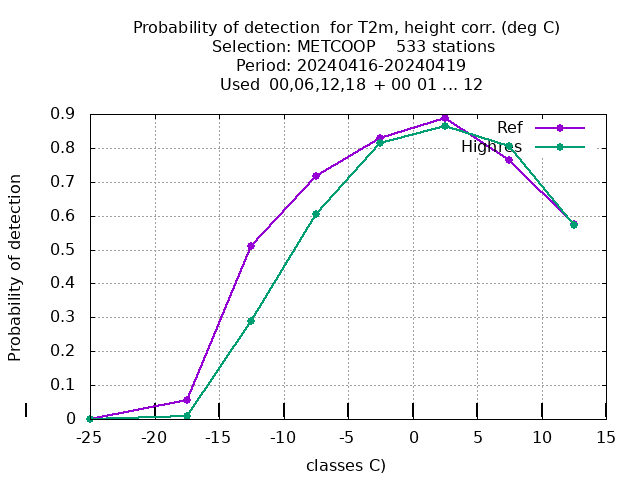 Probability of detection for T2m, height corr. (deg C)
Selection: METCOOP 533 stations
Period: 20240416-20240419
Used 00,06,12,18 + 00 01 ... 12
Ref
Highres
Probability of detection
0.9
0.8
0.7
0.6
0.5
0.4
0.3
0.2
0.1
0
-25 -20 -15 -10 -5 0 5 10 15
classes C)